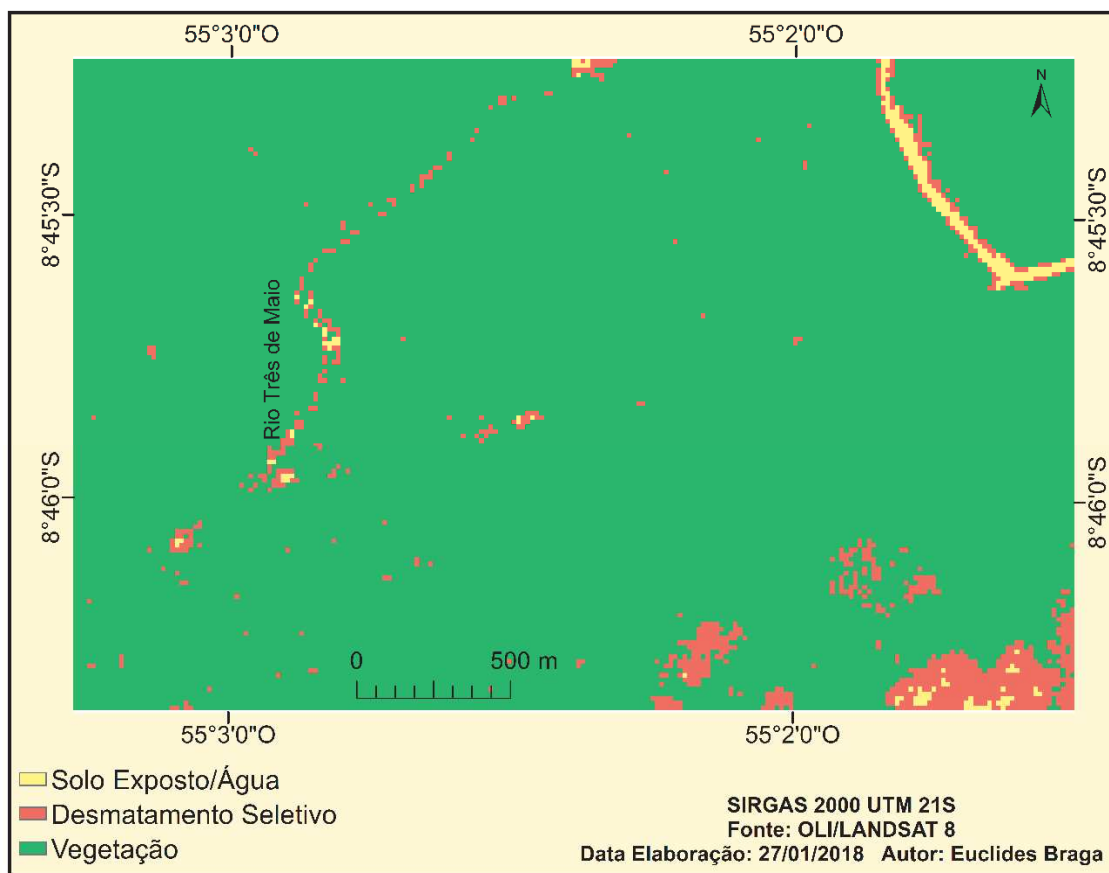 55°3'0"O
55°2'0"O
N
8°45'30"S
8°45'30"S
Rio Três de Maio
8°46'0"S
8°46'0"S
0 500 m
55°3'0"O
55°2'0"O
Solo Exposto/Água
Desmatamento Seletivo
Vegetação
SIRGAS 2000 UTM 21S
Fonte: OLI/LANDSAT 8
Data Elaboração: 27/01/2018 Autor: Euclides Braga